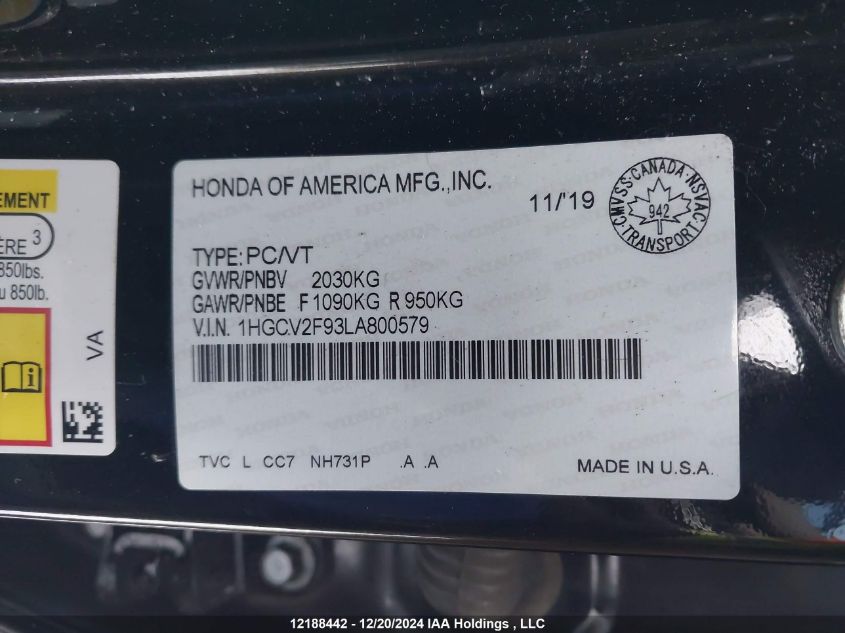 EMENT
ÈRE 3
850lbs.
u 850lb.
VA
HONDA OF AMERICA MFG.,INC.
11/'19
CMVSS·CANADA·NSVAC·TRANSPORT·
942
TYPE: PC/VT
GVWR/PNBV 2030KG
GAWR/PNBE F 1090KG R 950KG
V.I.N. 1HGCV2F93LA800579
TVC L CC7 NH731P .A .A
MADE IN U.S.A.
12188442 - 12/20/2024 IAA Holdings , LLC